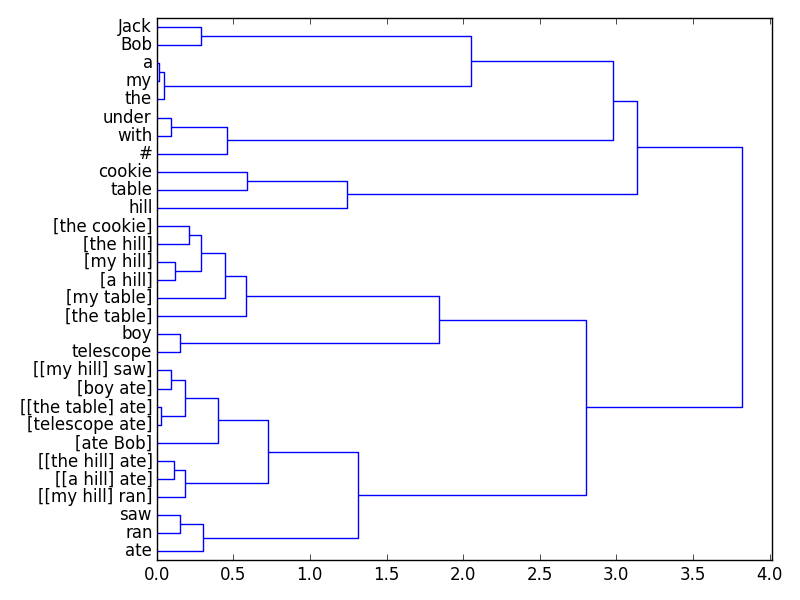 Jack
Bob
a
my
the
under
with
#
cookie
table
hill
[the cookie]
[the hill]
[my hill]
[a hill]
[my table]
[the table]
boy
telescope
[[my hill] saw]
[boy ate]
[[the table] ate]
[telescope ate]
[ate Bob]
[[the hill] ate]
[[a hill] ate]
[[my hill] ran]
saw
ran
ate
0.0 0.5 1.0 1.5 2.0 2.5 3.0 3.5 4.0